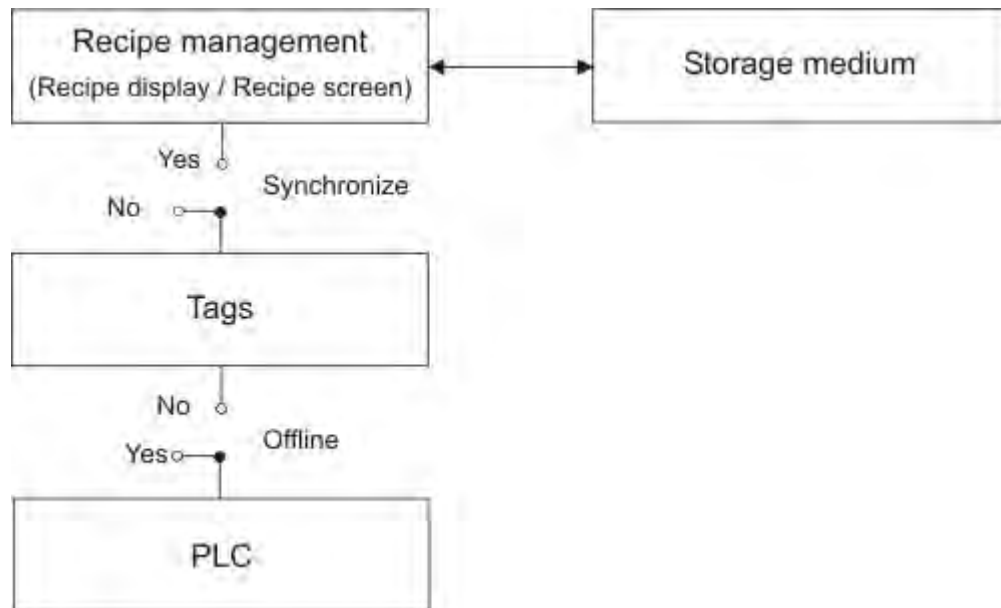 Recipe management
(Recipe display / Recipe screen)
Storage medium
Yes
Synchronize
No
Tags
No
Offline
Yes
PLC